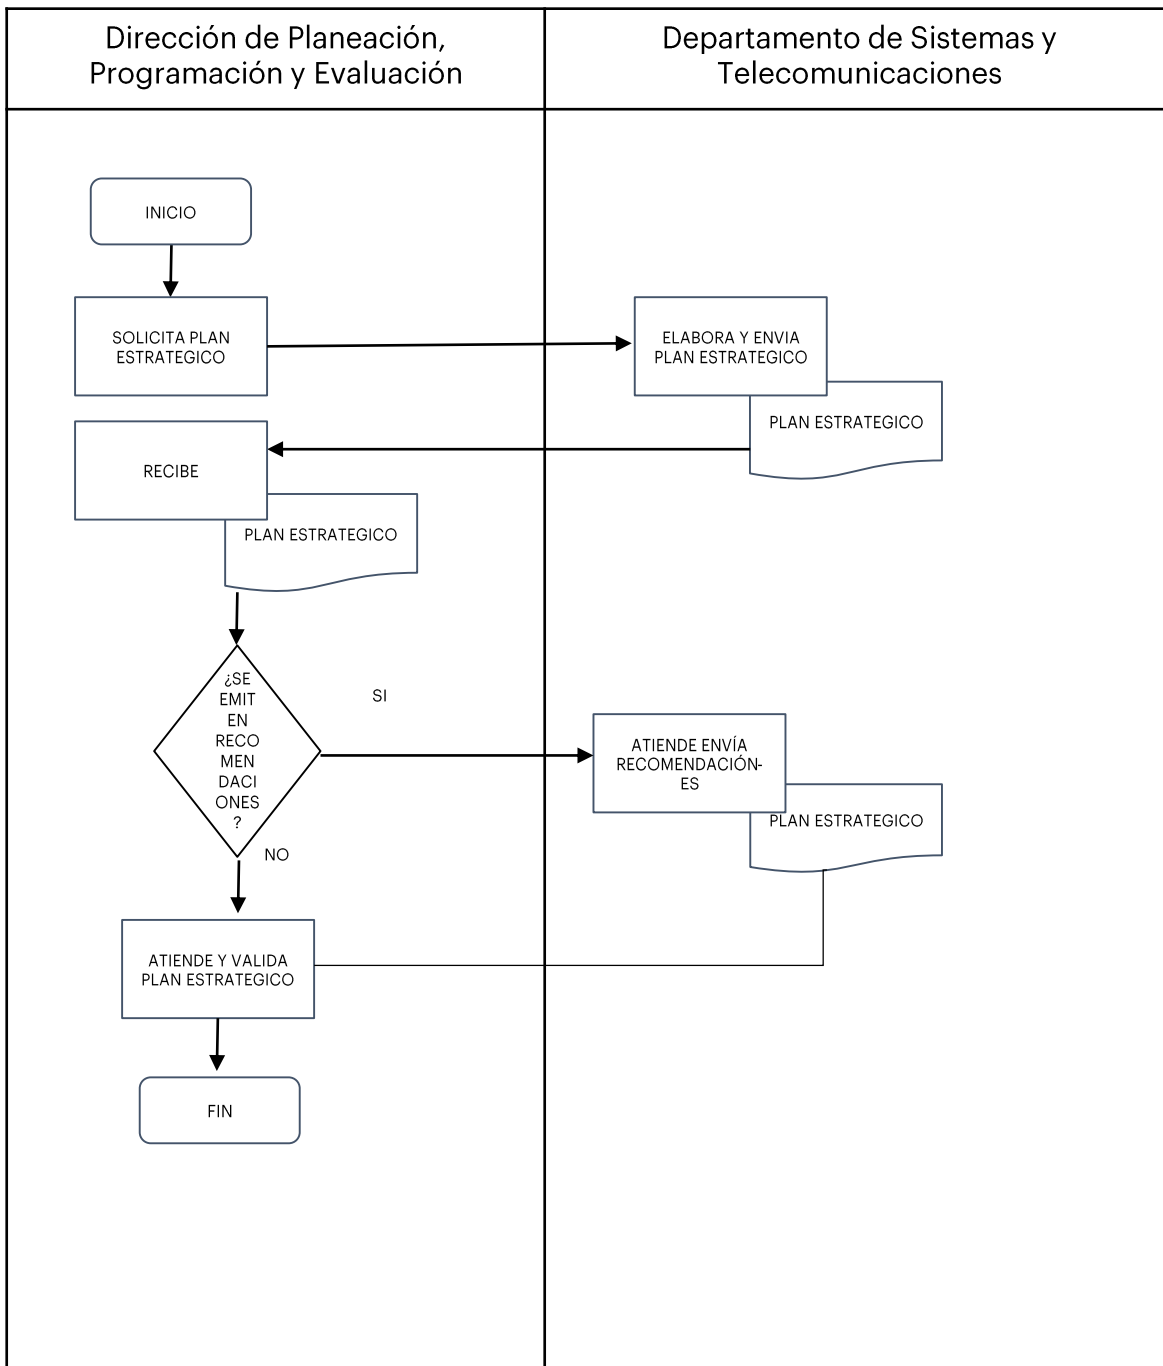 Dirección de Planeación,
Programación y Evaluación
Departamento de Sistemas y
Telecomunicaciones
INICIO
SOLICITA PLAN
ESTRATEGICO
ELABORA Y ENVIA
PLAN ESTRATEGICO
PLAN ESTRATEGICO
RECIBE
PLAN ESTRATEGICO
¿SE
EMIT
EN
RECO
MEN
DACI
ONES
?
SI
ATIENDE ENVÍA
RECOMENDACIÓN-
ES
PLAN ESTRATEGICO
NO
ATIENDE Y VALIDA
PLAN ESTRATEGICO
FIN